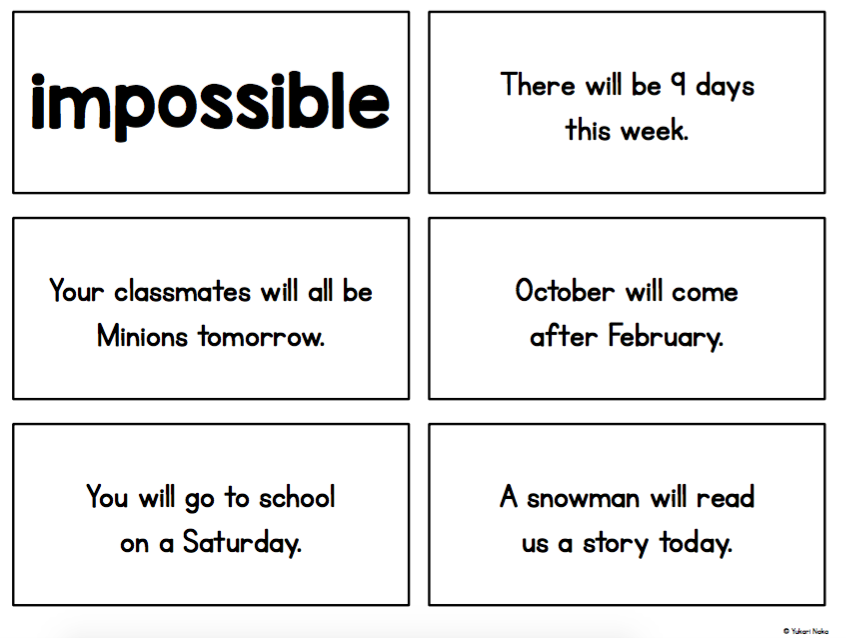 impossible
There will be 9 days
this week.
Your classmates will all be
Minions tomorrow.
October will come
after February.
You will go to school
on a Saturday.
A snowman will read
us a story today.
© Yukari Naka